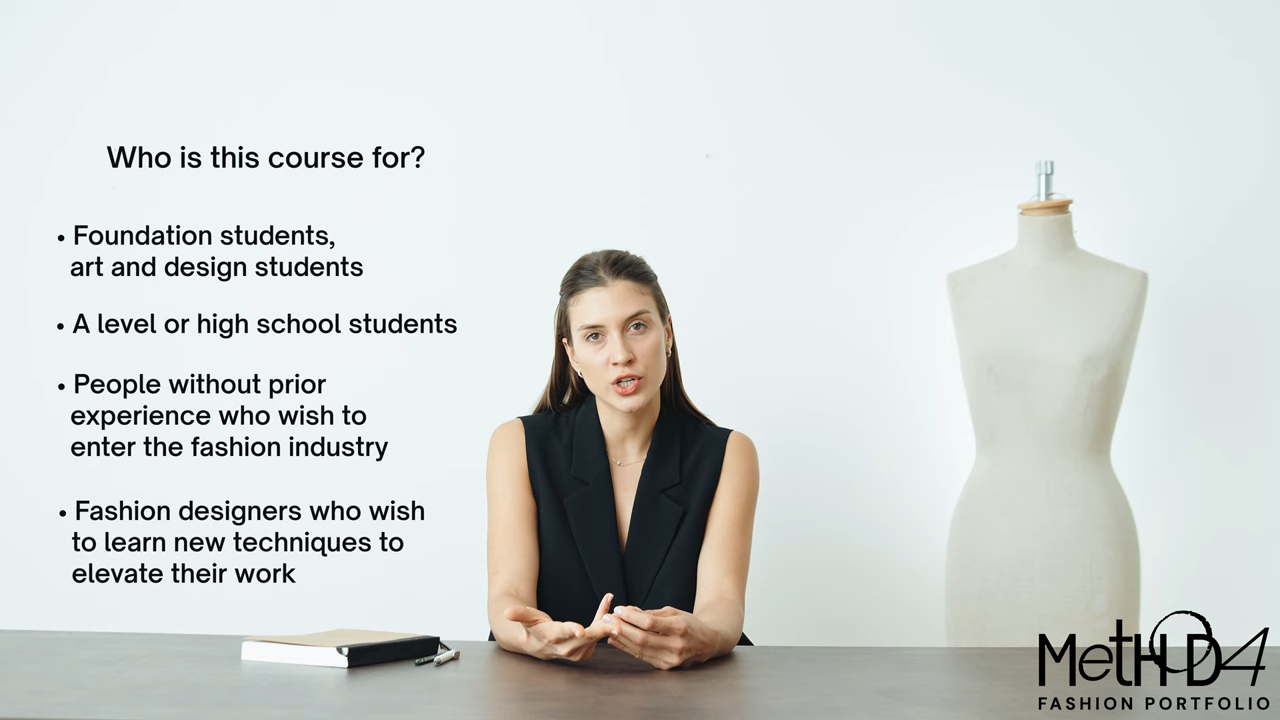 Who is this course for?
• Foundation students,
art and design students
• A level or high school students
• People without prior
experience who wish to
enter the fashion industry
• Fashion designers who wish
to learn new techniques to
elevate their work
MetHOD4
FASHION PORTFOLIO